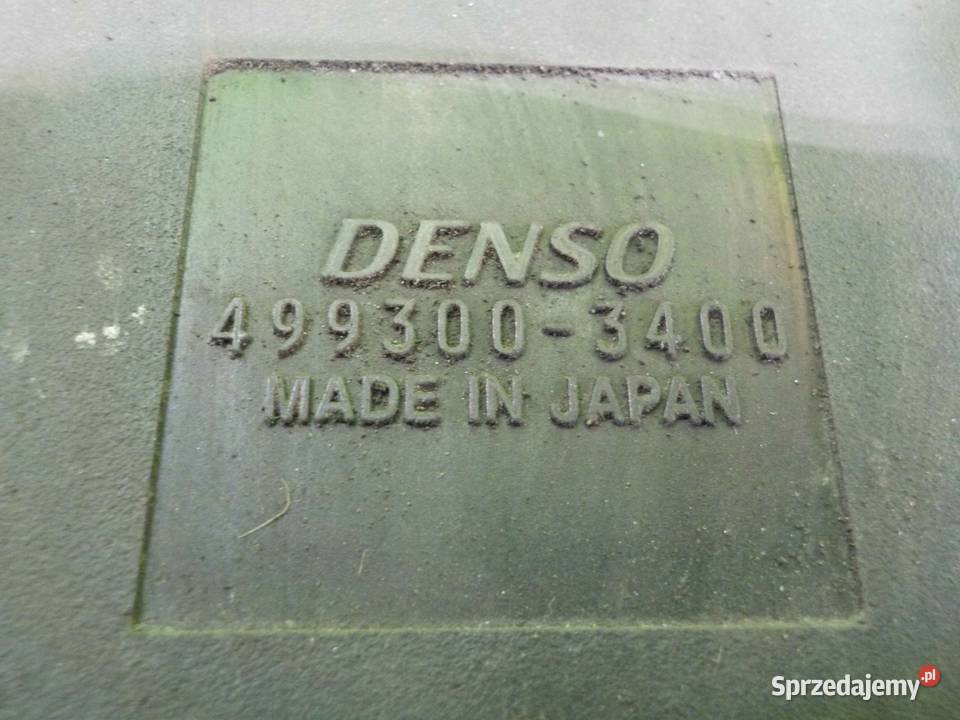 DENSO
499300-3400
MADE IN JAPAN
Sprzedajemy.pl